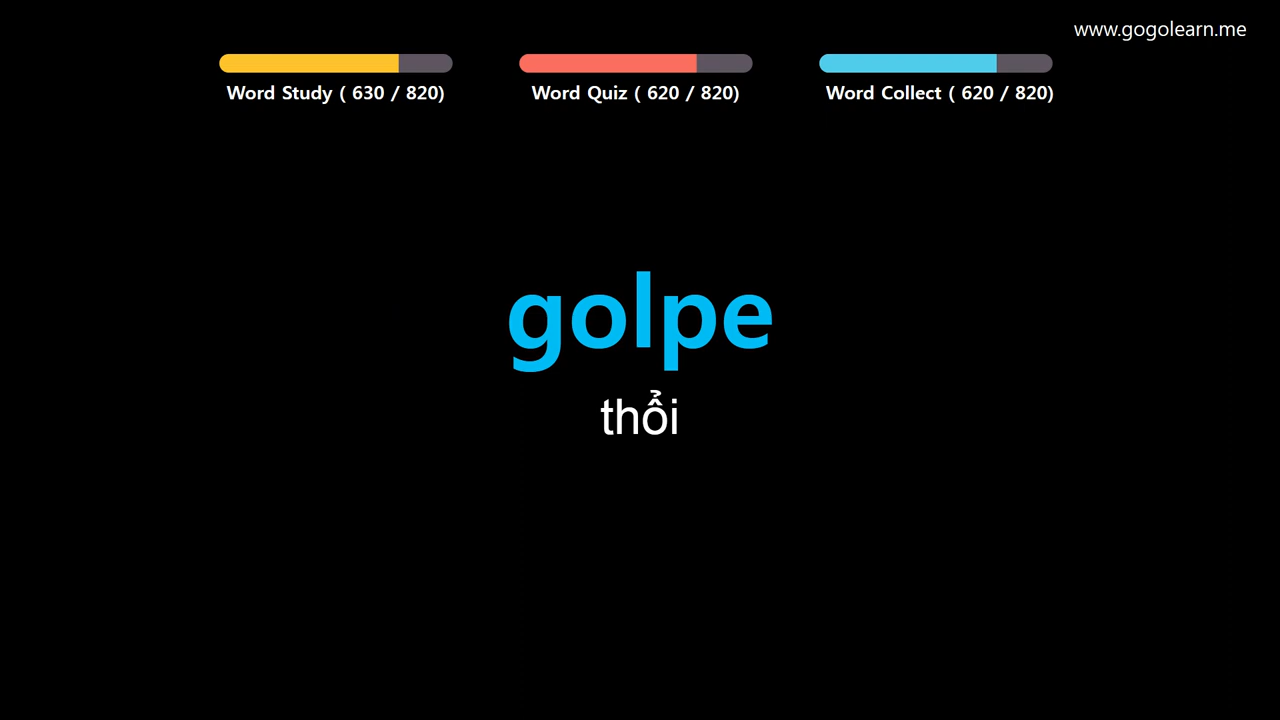 www.gogolearn.me
Word Study ( 630 / 820)
Word Quiz ( 620 / 820)
Word Collect ( 620 / 820)
golpe
thổi